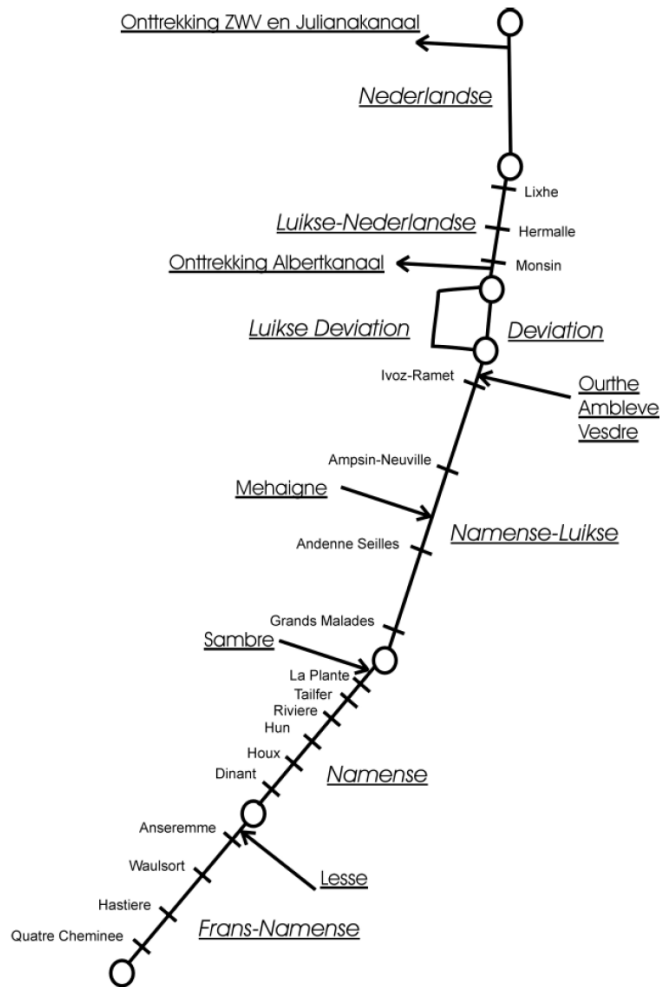 Onttrekking ZWV en Julianakanaal
Nederlandse
Lixhe
Luikse-Nederlandse
Hermalle
Onttrekking Albertkanaal
Monsin
Luikse Deviation
Deviation
Ivoz-Ramet
Ourthe
Ambleve
Vesdre
Ampsin-Neuville
Mehaigne
Namense-Luikse
Andenne Seilles
Grands Malades
Sambre
La Plante
Tailfer
Riviere
Hun
Houx
Dinant
Namense
Anseremme
Waulsort
Lesse
Hastiere
Frans-Namense
Quatre Cheminee